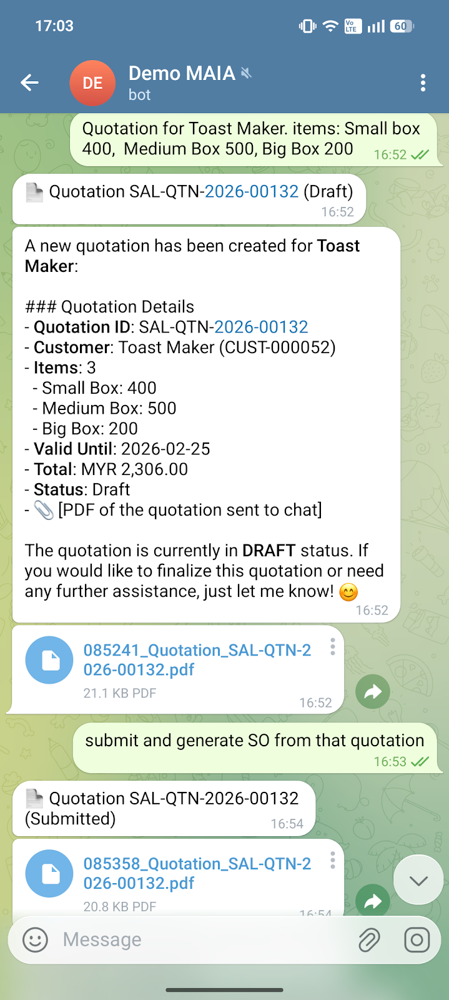 17:03
Vo LTE
60
DE
Demo MAIA
bot
Quotation for Toast Maker. items: Small box
400, Medium Box 500, Big Box 200
16:52
Quotation SAL-QTN-2026-00132 (Draft)
16:52
A new quotation has been created for Toast
Maker:
### Quotation Details
- Quotation ID: SAL-QTN-2026-00132
- Customer: Toast Maker (CUST-000052)
- Items: 3
- Small Box: 400
- Medium Box: 500
- Big Box: 200
- Valid Until: 2026-02-25
- Total: MYR 2,306.00
- Status: Draft
- 📎 [PDF of the quotation sent to chat]
The quotation is currently in DRAFT status. If
you would like to finalize this quotation or need
any further assistance, just let me know! 😊
16:52
085241_Quotation_SAL-QTN-2
026-00132.pdf
21.1 KB PDF
16:52
submit and generate SO from that quotation
16:53
Quotation SAL-QTN-2026-00132
(Submitted)
16:54
085358_Quotation_SAL-QTN-2
026-00132.pdf
20.8 KB PDF
16:54
Message